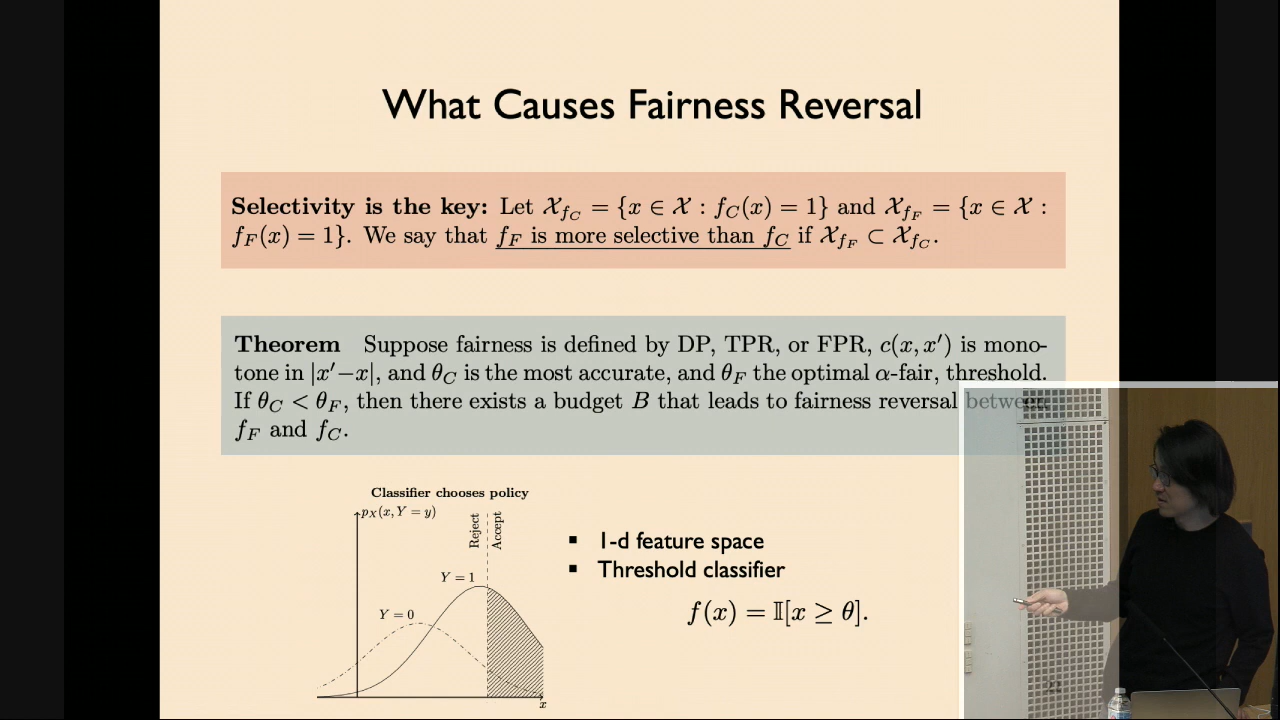 What Causes Fairness Reversal
Selectivity is the key: Let 𝒳_{f_C} = {x ∈ 𝒳 : f_C(x) = 1} and 𝒳_{f_F} = {x ∈ 𝒳 :
f_F(x) = 1}. We say that f_F is more selective than f_C if 𝒳_{f_F} ⊂ 𝒳_{f_C}.
Theorem Suppose fairness is defined by DP, TPR, or FPR, c(x, x′) is mono-
tone in |x′−x|, and θ_C is the most accurate, and θ_F the optimal α-fair, threshold.
If θ_C < θ_F, then there exists a budget B that leads to fairness reversal between
f_F and f_C.
Classifier chooses policy
p_X(x, Y = y)
Reject
Accept
Y = 1
Y = 0
x
▪ 1-d feature space
▪ Threshold classifier
f(x) = 𝕀[x ≥ θ].
22